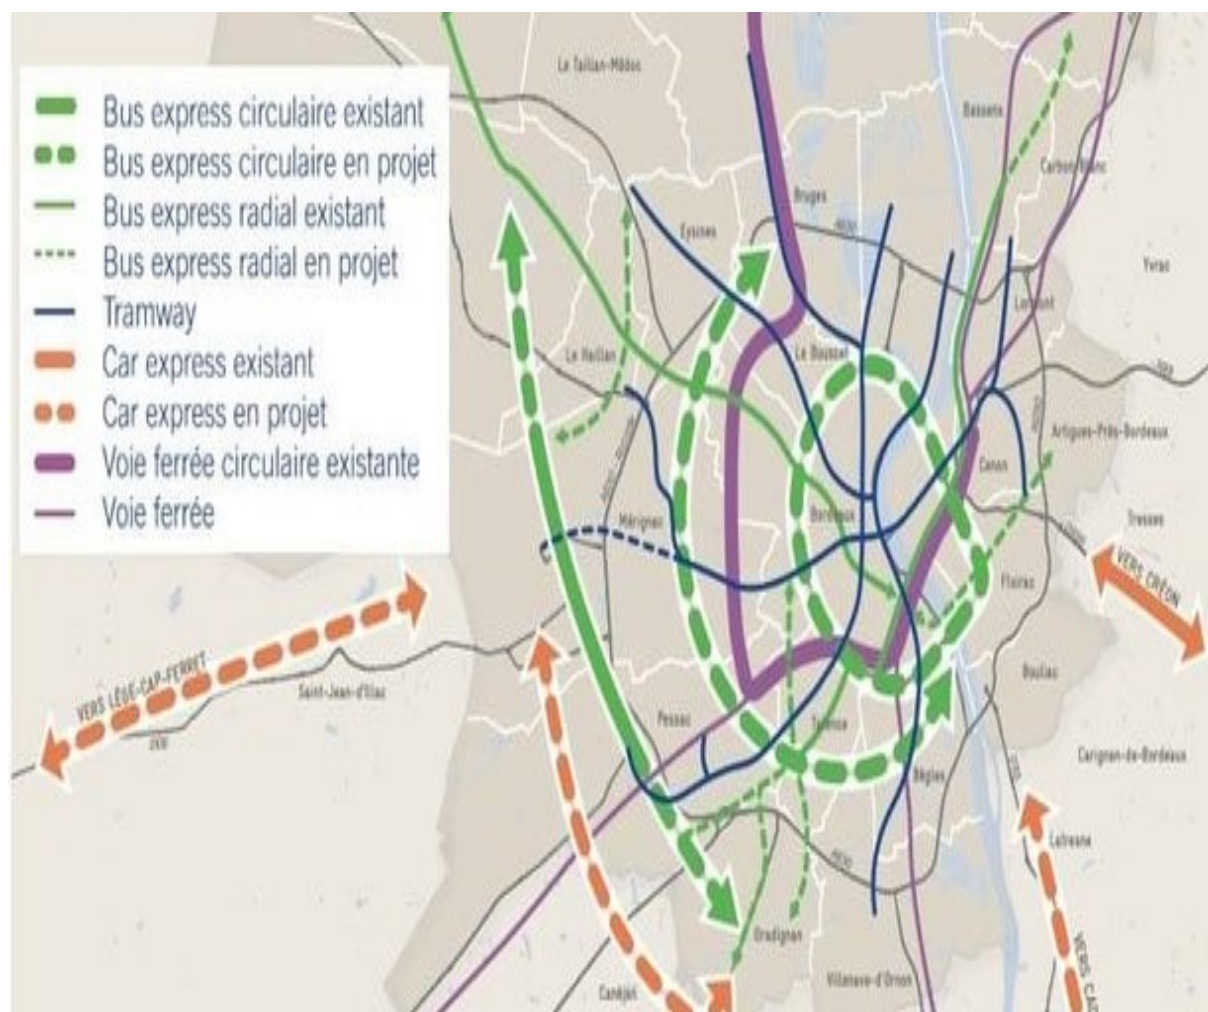 Bus express circulaire existant
Bus express circulaire en projet
Bus express radial existant
Bus express radial en projet
Tramway
Car express existant
Car express en projet
Voie ferrée circulaire existante
Voie ferrée
Le Taillan-Médoc
Bassens
Carbon-Blanc
Bruges
Eysines
Yvrac
Lormont
Le Haillan
Le Bouscat
Artigues-Près-Bordeaux
Cenon
Mérignac
Bordeaux
Tresses
VERS CRÉON
Floirac
VERS LÈGE-CAP-FERRET
Saint-Jean-d'Illac
Bouliac
Pessac
Talence
Carignan-de-Bordeaux
Bègles
Latresne
Gradignan
Villenave-d'Ornon
Canéjan
VERS CAD